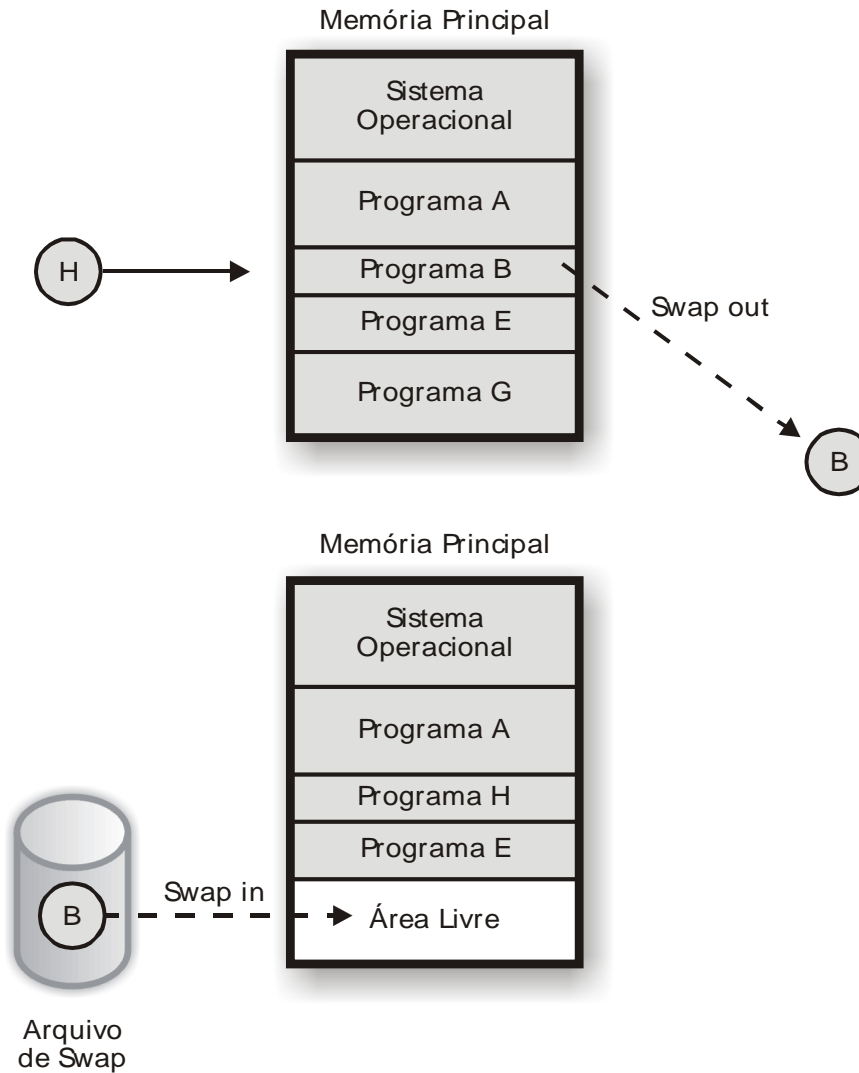 Memória Principal
Sistema
Operacional
Programa A
H
Programa B
Swap out
Programa E
Programa G
B
Memória Principal
Sistema
Operacional
Programa A
Programa H
Programa E
Swap in
B
Área Livre
Arquivo
de Swap